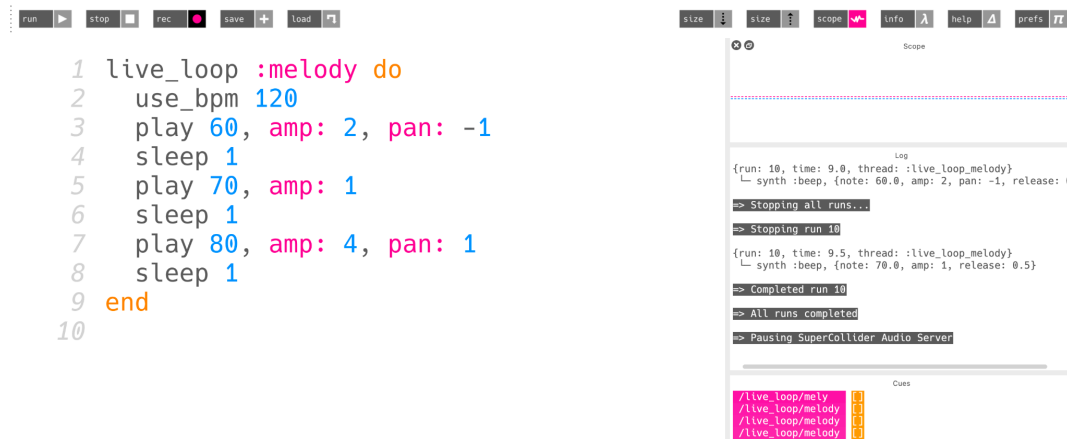 run stop rec save load size size scope info help prefs
Scope
1 live_loop :melody do
2 use_bpm 120
3 play 60, amp: 2, pan: -1
4 sleep 1
5 play 70, amp: 1
6 sleep 1
7 play 80, amp: 4, pan: 1
8 sleep 1
9 end
10
Log
{run: 10, time: 9.0, thread: :live_loop_melody}
└─ synth :beep, {note: 60.0, amp: 2, pan: -1, release:
=> Stopping all runs...
=> Stopping run 10
{run: 10, time: 9.5, thread: :live_loop_melody}
└─ synth :beep, {note: 70.0, amp: 1, release: 0.5}
=> Completed run 10
=> All runs completed
=> Pausing SuperCollider Audio Server
Cues
/live_loop/mely []
/live_loop/melody []
/live_loop/melody []
/live_loop/melody []